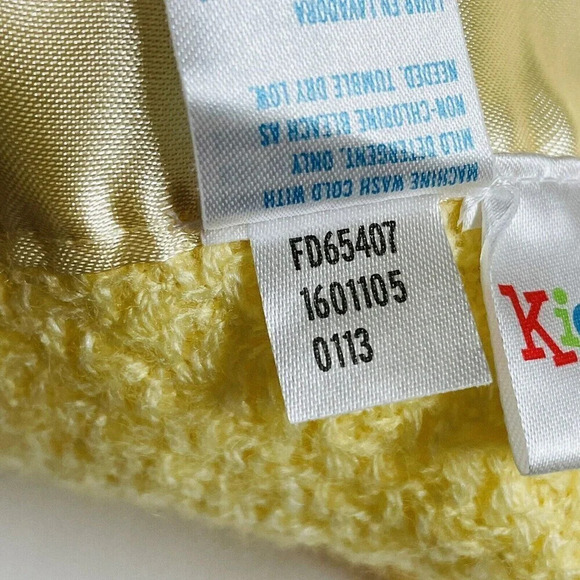 MACHINE WASH COLD WITH
MILD DETERGENT. ONLY
NON-CHLORINE BLEACH AS
NEEDED. TUMBLE DRY LOW.
LAVAR EN LAVADORA
FD65407
1601105
0113
Ki